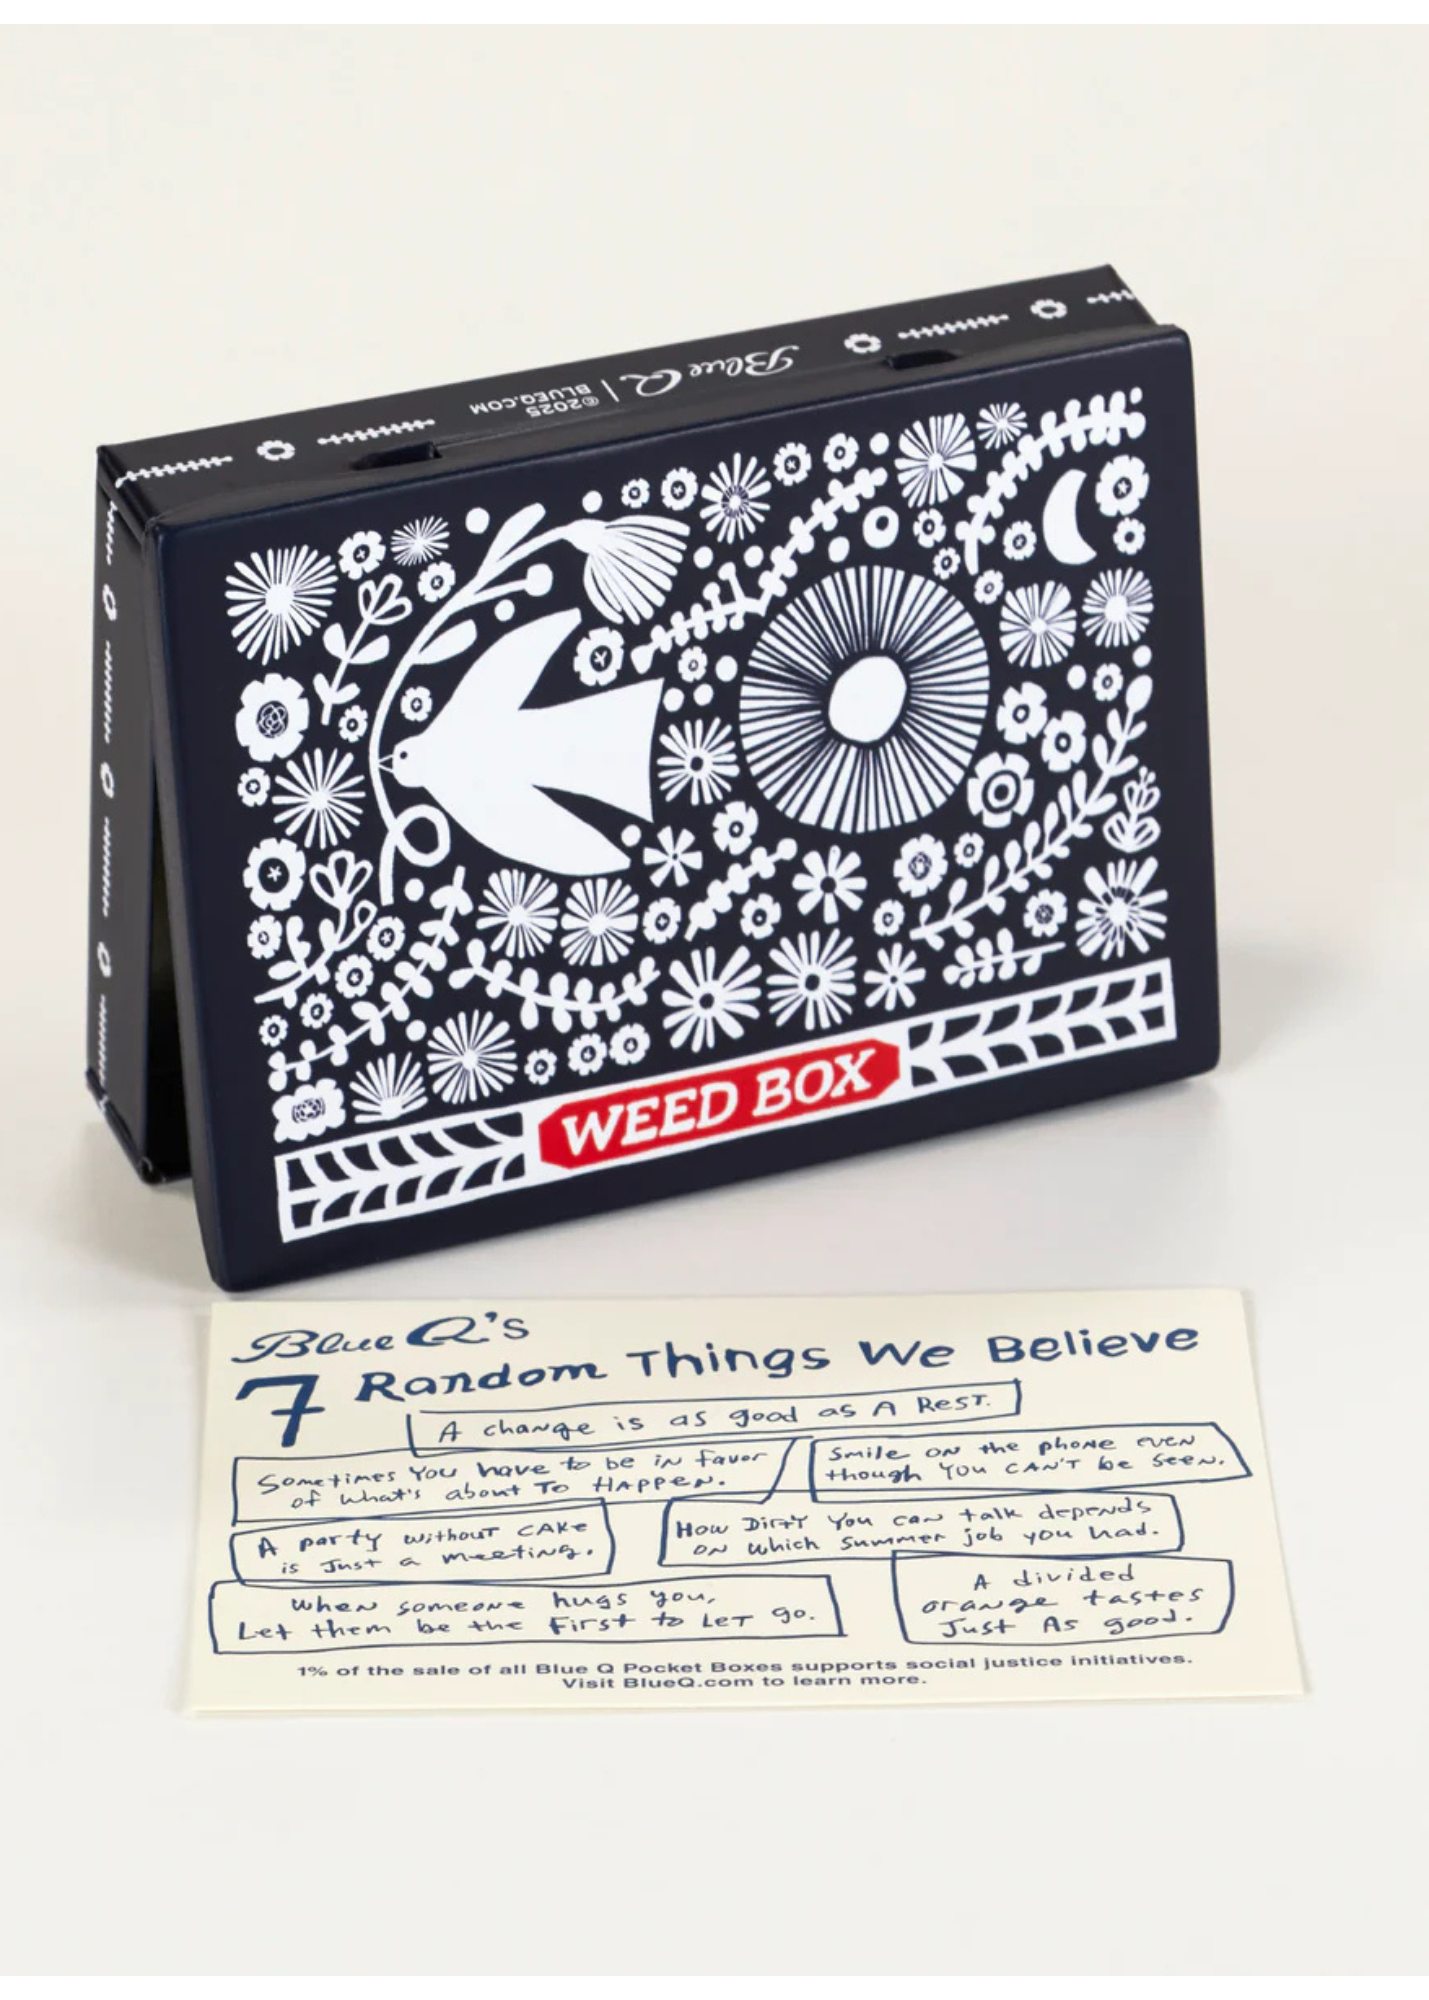 Blue Q | ©2025
BLUEQ.COM
WEED BOX
Blue Q's
7 Random Things We Believe
A change is as good as A Rest.
Sometimes You have to be in favor
of what's about To HAPPEN.
Smile on the phone even
though You CAN'T be seen.
A party without CAKE
is Just a meeting.
How Dirty You can talk depends
on which summer job you had.
When someone hugs you,
Let them be the First to LET go.
A divided
orange tastes
Just As good.
1% of the sale of all Blue Q Pocket Boxes supports social justice initiatives.
Visit BlueQ.com to learn more.